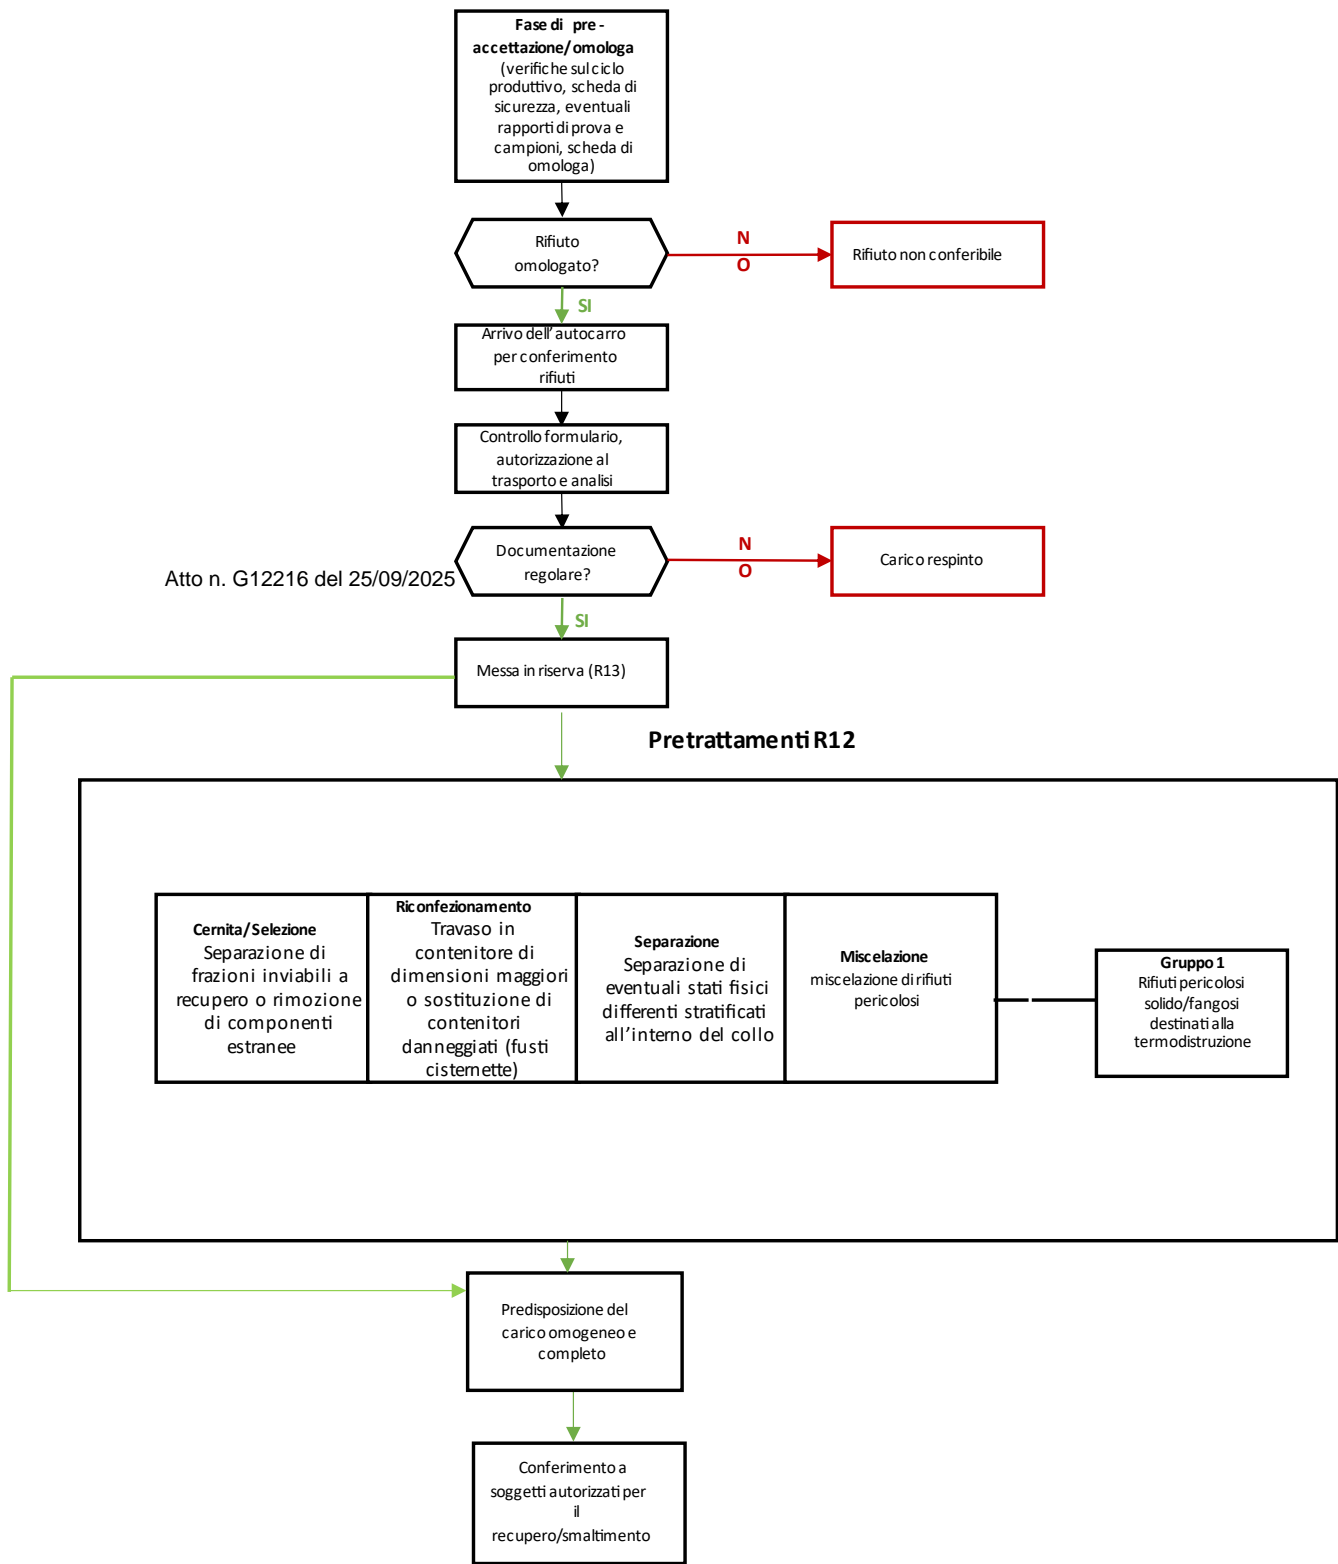 Fase di pre -
accettazione/omologa
(verifiche sul ciclo
produttivo, scheda di
sicurezza, eventuali
rapporti di prova e
campioni, scheda di
omologa)
Rifiuto
omologato?
N
O
Rifiuto non conferibile
SI
Arrivo dell'autocarro
per conferimento
rifiuti
Controllo formulario,
autorizzazione al
trasporto e analisi
Documentazione
regolare?
N
O
Carico respinto
Atto n. G12216 del 25/09/2025
SI
Messa in riserva (R13)
Pretrattamenti R12
Cernita/Selezione
Separazione di
frazioni inviabili a
recupero o rimozione
di componenti
estranee
Riconfezionamento
Travaso in
contenitore di
dimensioni maggiori
o sostituzione di
contenitori
danneggiati (fusti
cisternette)
Separazione
Separazione di
eventuali stati fisici
differenti stratificati
all'interno del collo
Miscelazione
miscelazione di rifiuti
pericolosi
Gruppo 1
Rifiuti pericolosi
solido/fangosi
destinati alla
termodistruzione
Predisposizione del
carico omogeneo e
completo
Conferimento a
soggetti autorizzati per
il
recupero/smaltimento